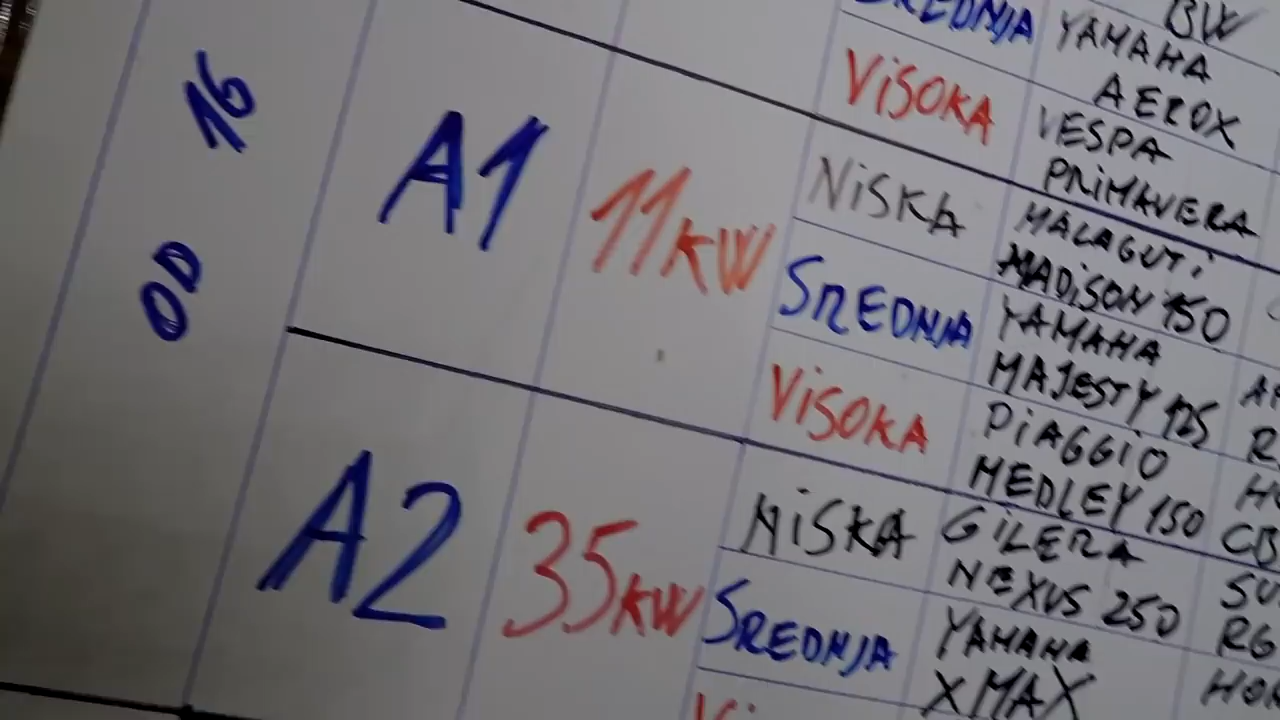 BW
SREDNJA YAMAHA
AEROX
VISOKA VESPA
PRIMAVERA
OD 16
A1 11KW
NISKA MALAGUTI
MADISON 150
SREDNJA YAMAHA
MAJESTY 125
VISOKA PIAGGIO
MEDLEY 150
A2 35KW
NISKA GILERA
NEXUS 250
SREDNJA YAMAHA
XMAX